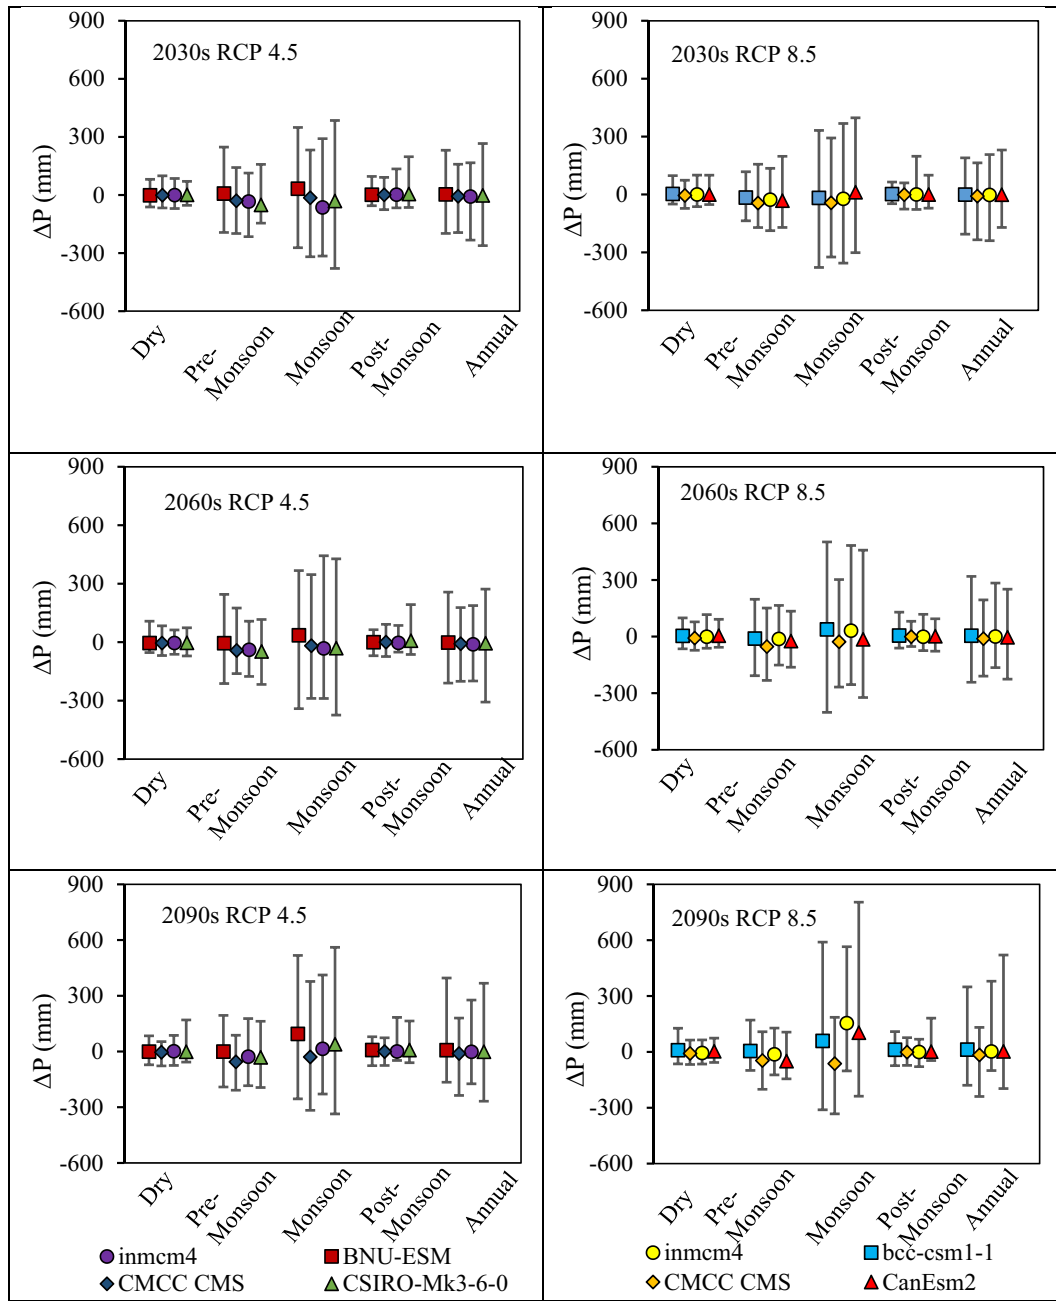 900
600
300
0
-300
-600
ΔP (mm)
2030s RCP 4.5
Dry
Pre-
Monsoon
Monsoon
Post-
Monsoon
Annual
900
600
300
0
-300
-600
ΔP (mm)
2030s RCP 8.5
Dry
Pre-
Monsoon
Monsoon
Post-
Monsoon
Annual
900
600
300
0
-300
-600
ΔP (mm)
2060s RCP 4.5
Dry
Pre-
Monsoon
Monsoon
Post-
Monsoon
Annual
900
600
300
0
-300
-600
ΔP (mm)
2060s RCP 8.5
Dry
Pre-
Monsoon
Monsoon
Post-
Monsoon
Annual
900
600
300
0
-300
-600
ΔP (mm)
2090s RCP 4.5
Dry
Pre-
Monsoon
Monsoon
Post-
Monsoon
Annual
inmcm4
BNU-ESM
CMCC CMS
CSIRO-Mk3-6-0
900
600
300
0
-300
-600
ΔP (mm)
2090s RCP 8.5
Dry
Pre-
Monsoon
Monsoon
Post-
Monsoon
Annual
inmcm4
bcc-csm1-1
CMCC CMS
CanEsm2